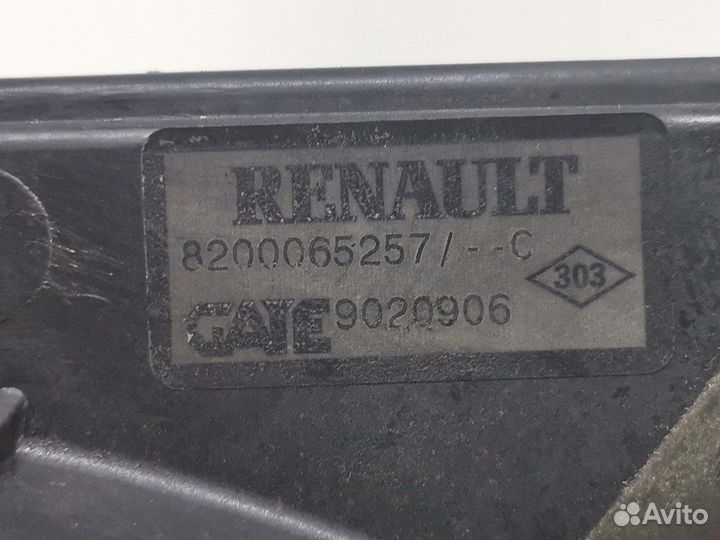 RENAULT
8200065257/--C
303
GATE 9020906
Avito